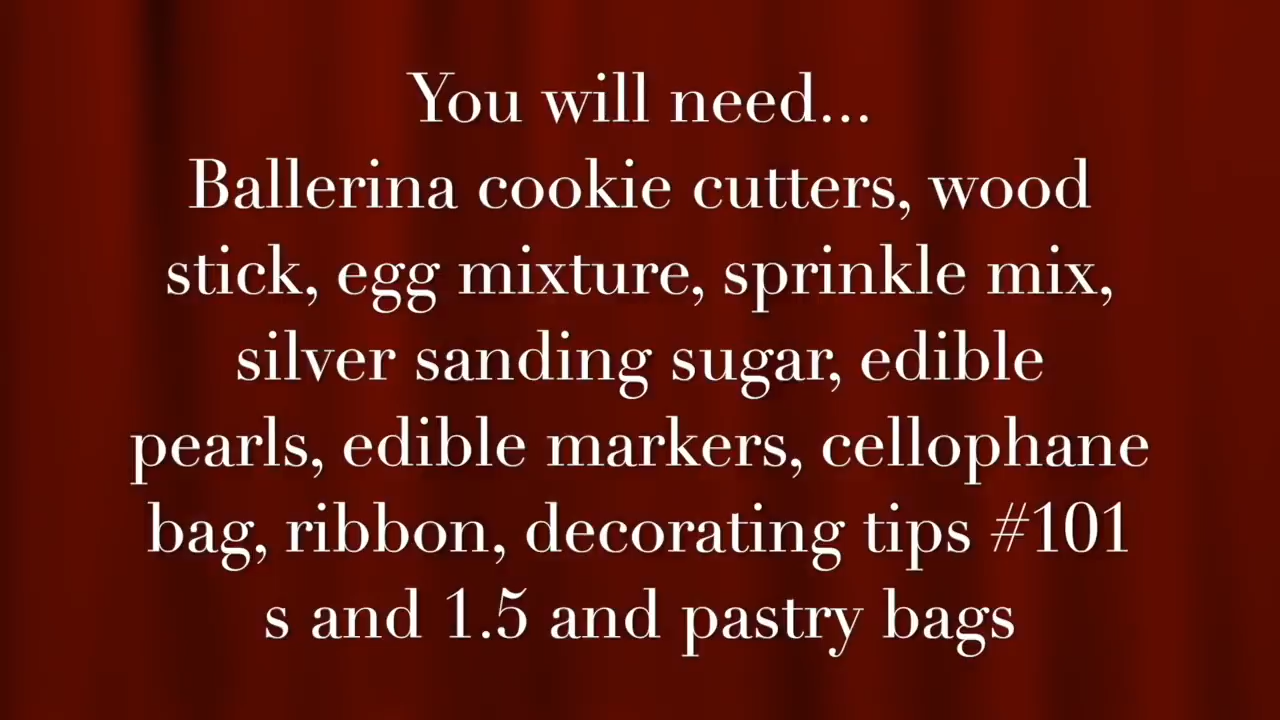 You will need...
Ballerina cookie cutters, wood
stick, egg mixture, sprinkle mix,
silver sanding sugar, edible
pearls, edible markers, cellophane
bag, ribbon, decorating tips #101
s and 1.5 and pastry bags